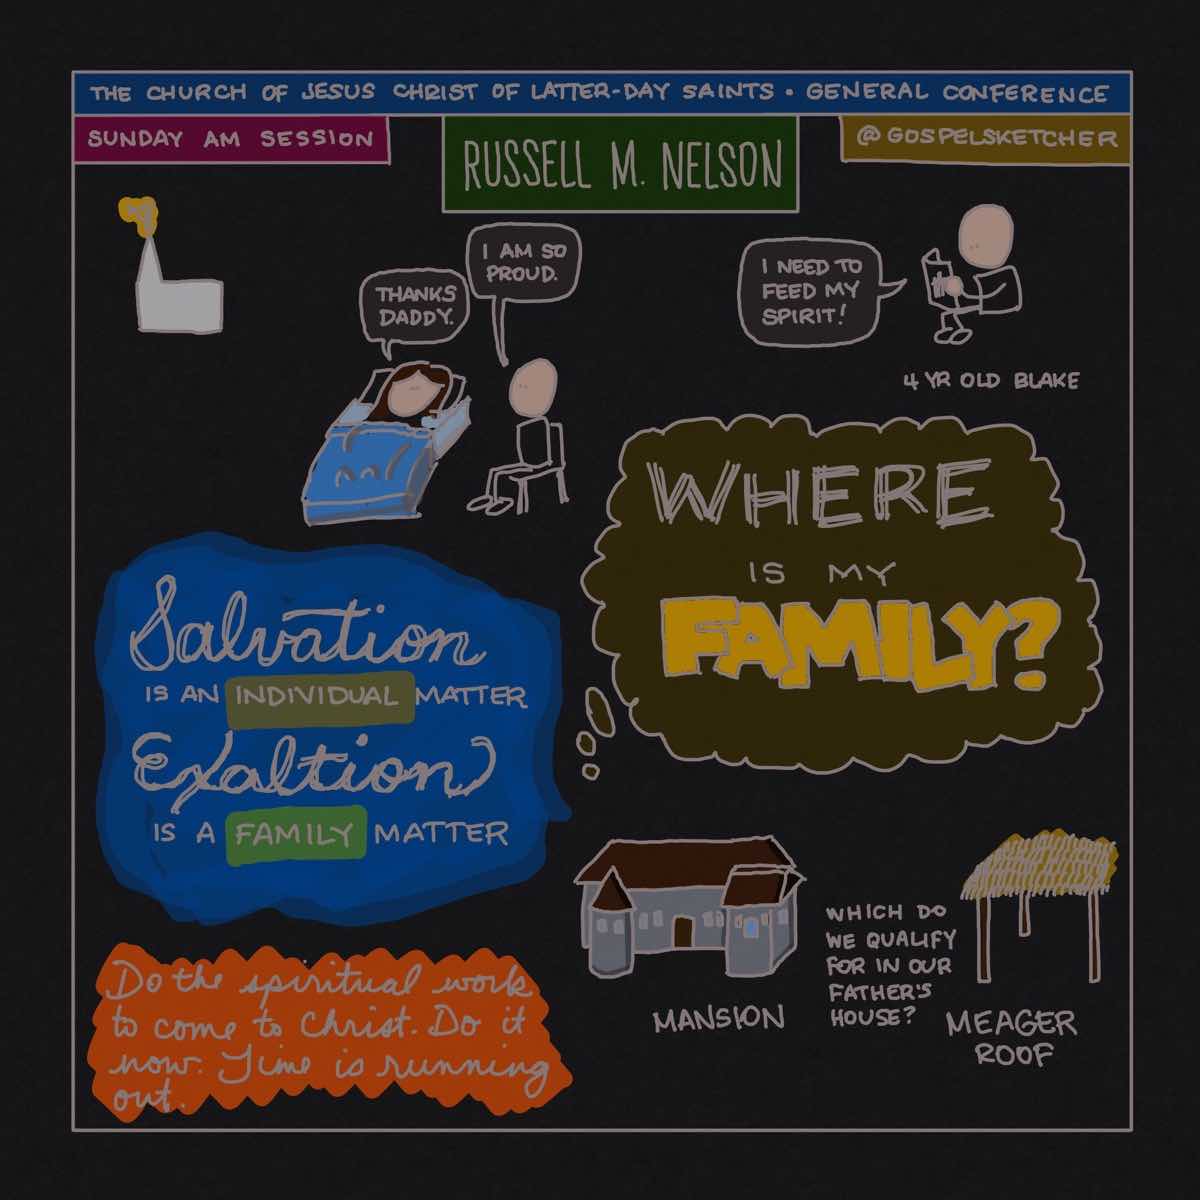 THE CHURCH OF JESUS CHRIST OF LATTER-DAY SAINTS • GENERAL CONFERENCE
SUNDAY AM SESSION
RUSSELL M. NELSON
@GOSPELSKETCHER
THANKS
DADDY.
I AM SO
PROUD.
I NEED TO
FEED MY
SPIRIT!
4 YR OLD BLAKE
WHERE
IS MY
FAMILY?
Salvation
IS AN INDIVIDUAL MATTER
Exaltion
IS A FAMILY MATTER
Do the spiritual work
to come to Christ. Do it
now. Time is running
out.
MANSION
WHICH DO
WE QUALIFY
FOR IN OUR
FATHER'S
HOUSE?
MEAGER
ROOF